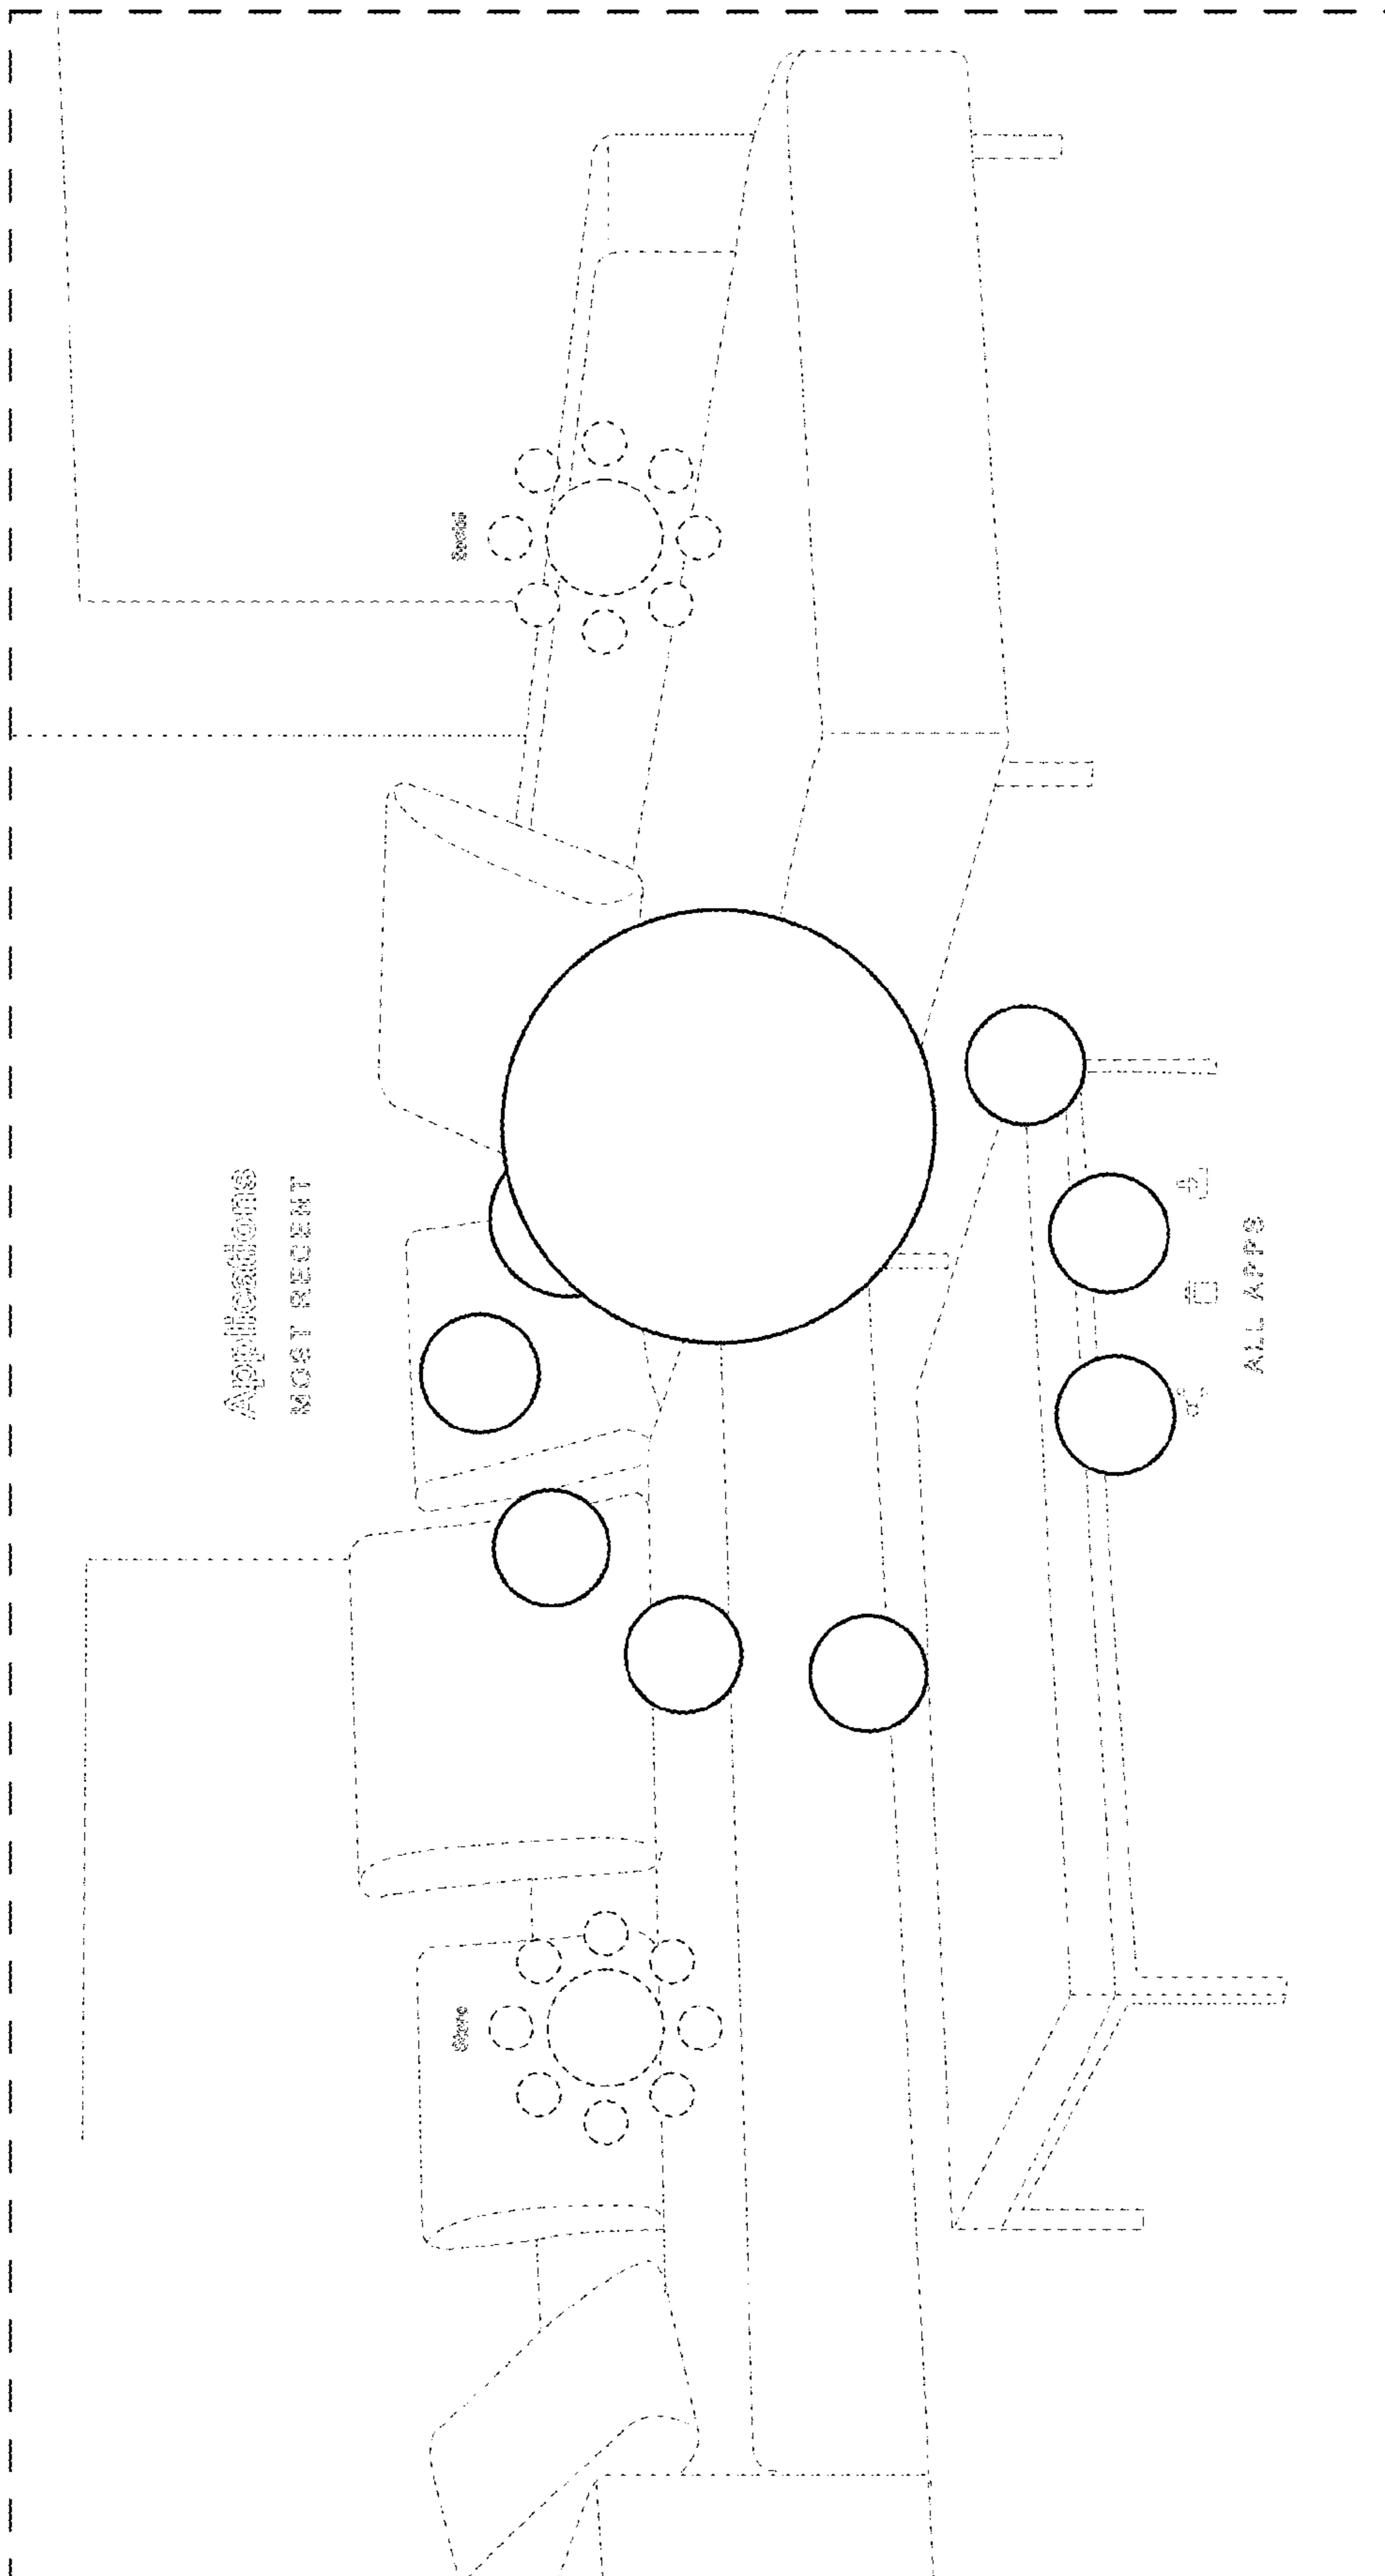 Applications
MOST RECENT
Store
Social
ALL APPS